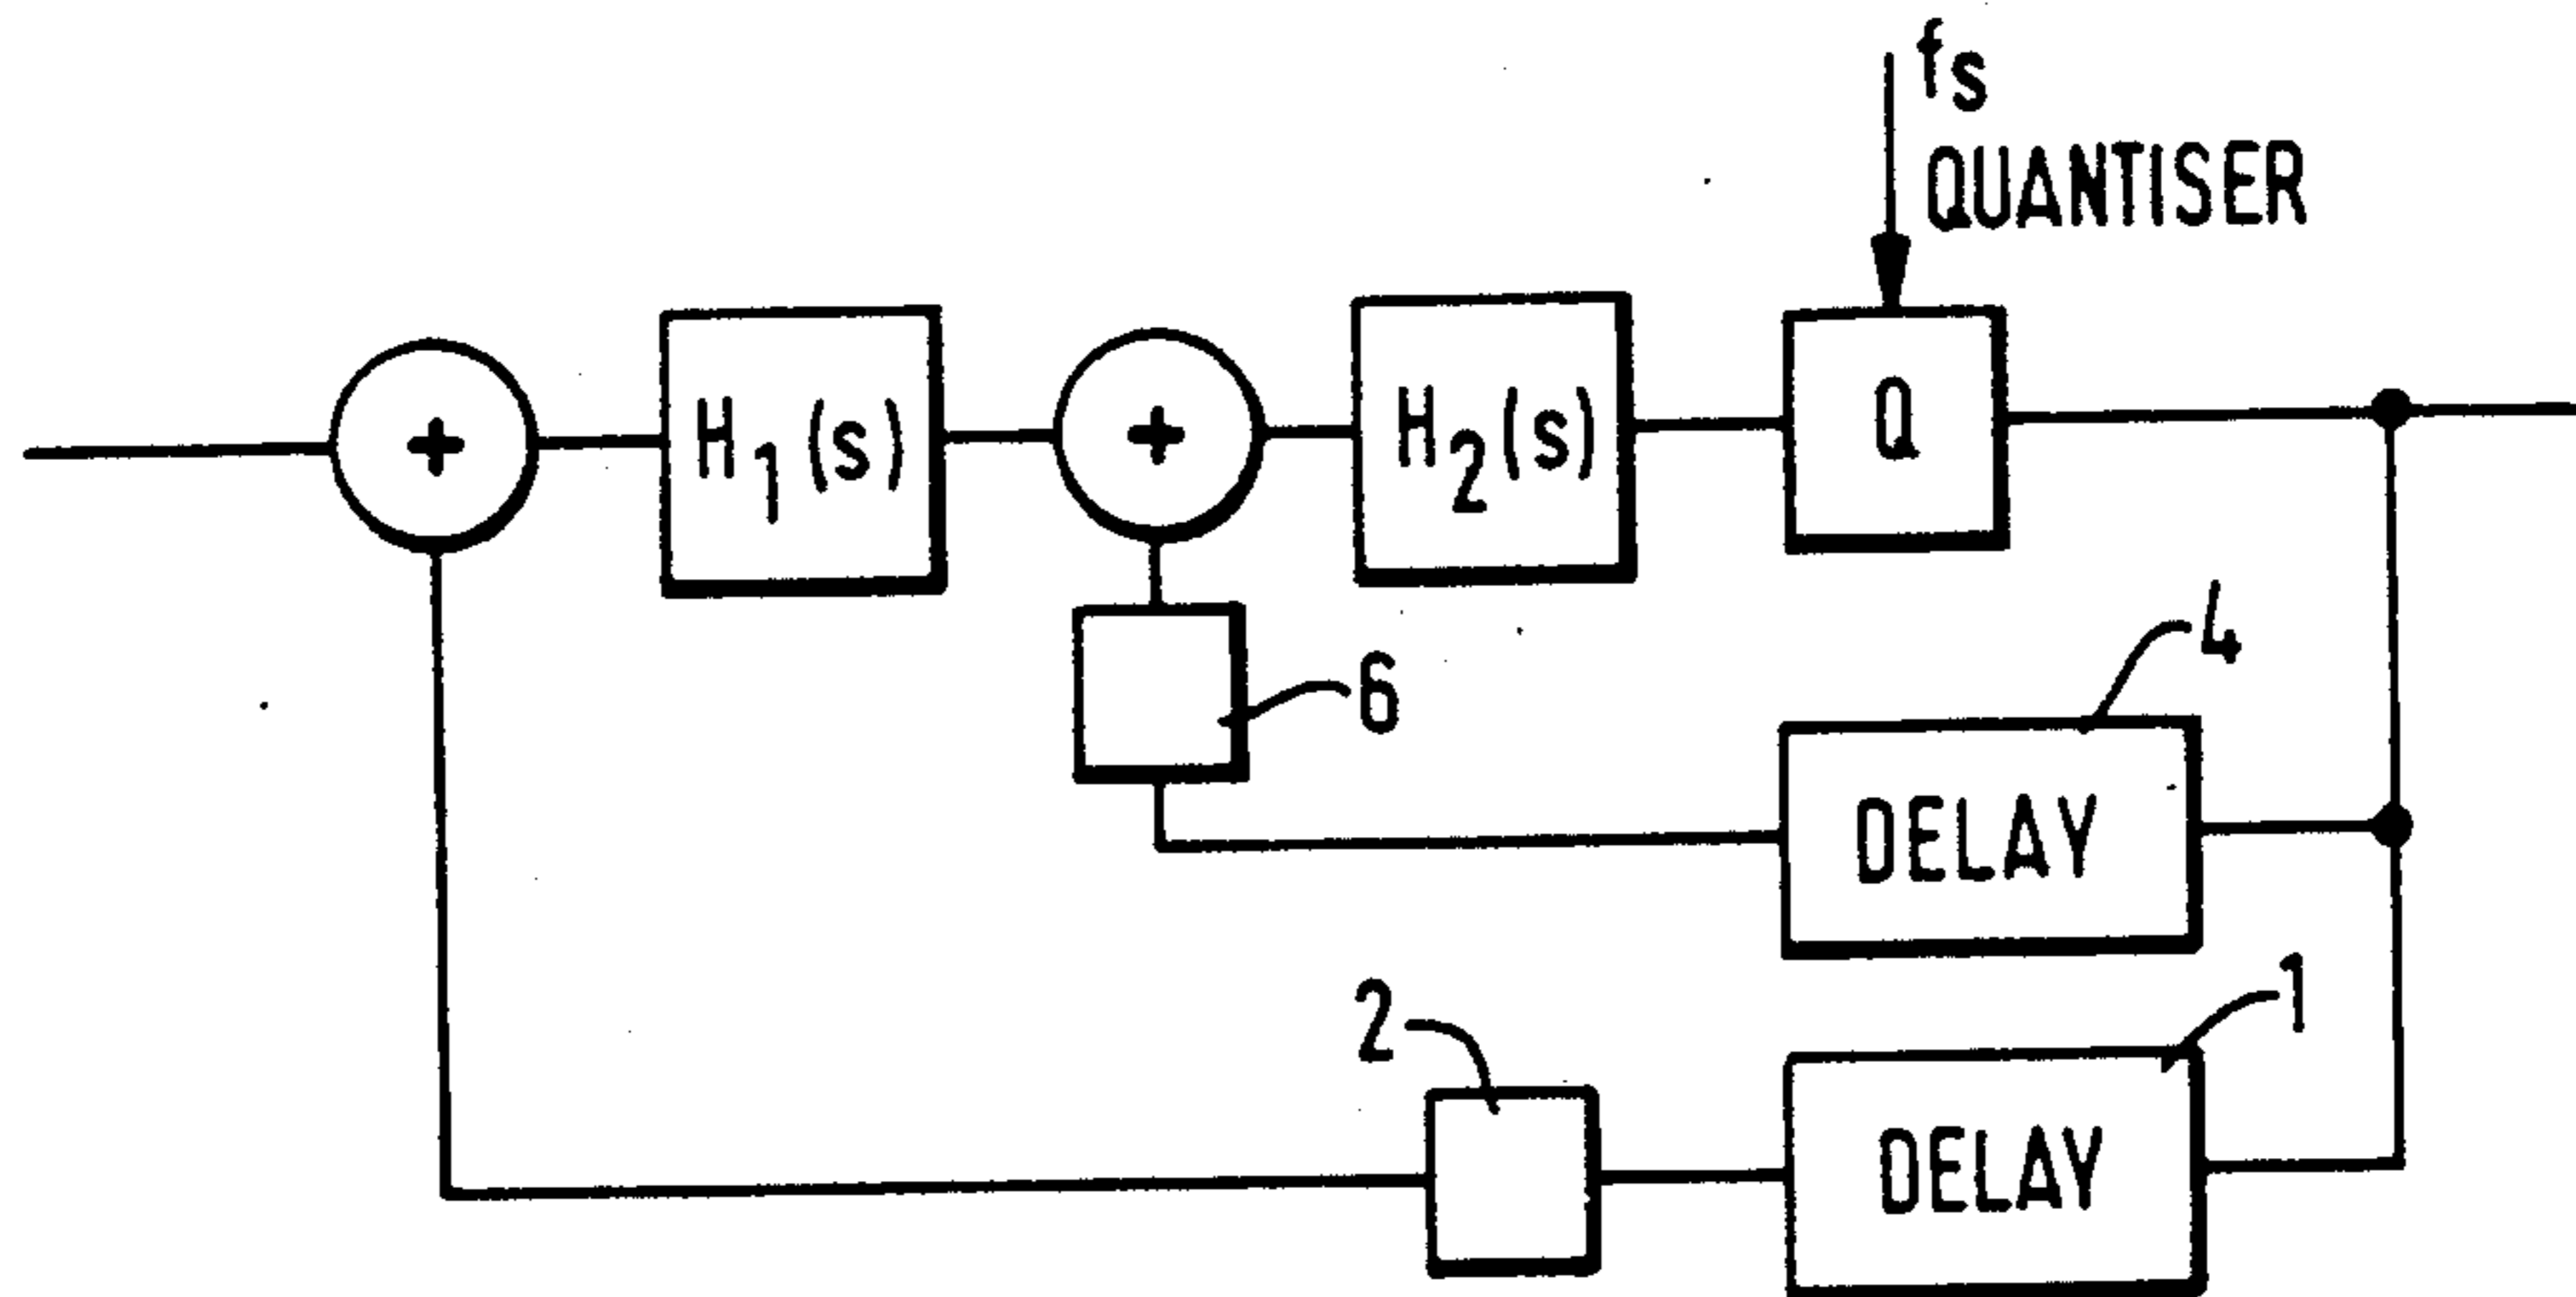 fs
QUANTISER
+
H1(s)
+
H2(s)
Q
6
4
DELAY
2
1
DELAY